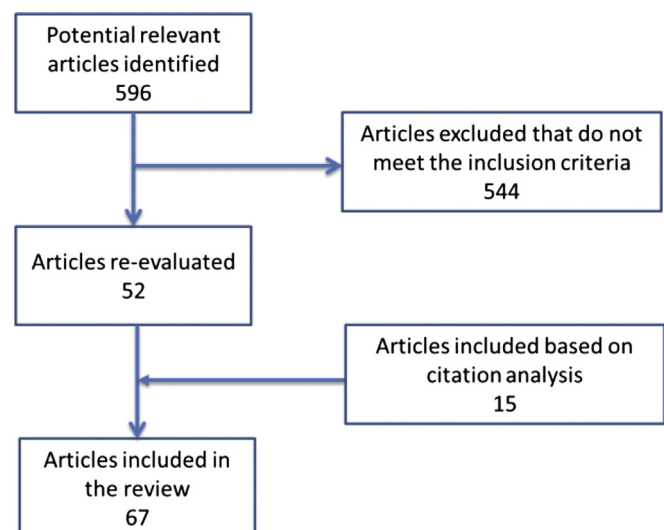 Potential relevant
articles identified
596
Articles excluded that do not
meet the inclusion criteria
544
Articles re-evaluated
52
Articles included based on
citation analysis
15
Articles included in
the review
67